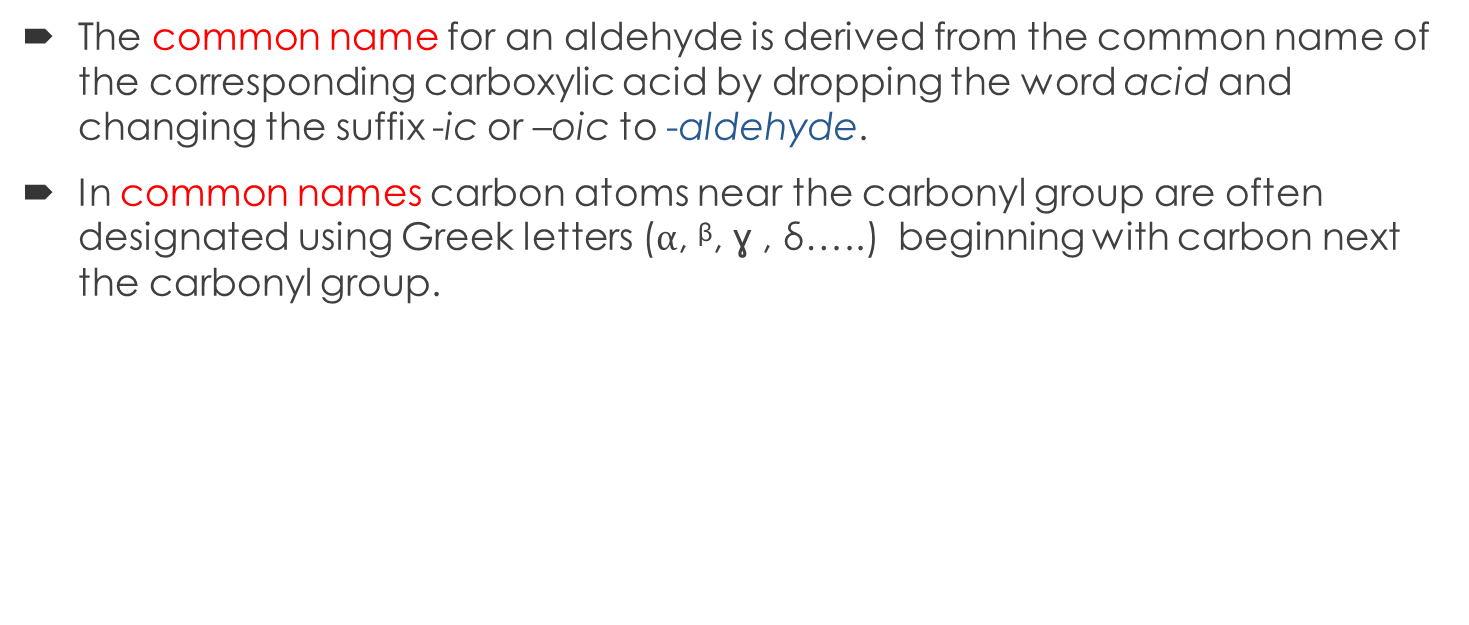 The common name for an aldehyde is derived from the common name of
the corresponding carboxylic acid by dropping the word acid and
changing the suffix -ic or –oic to -aldehyde.
In common names carbon atoms near the carbonyl group are often
designated using Greek letters (α, β, γ , δ…..) beginning with carbon next
the carbonyl group.